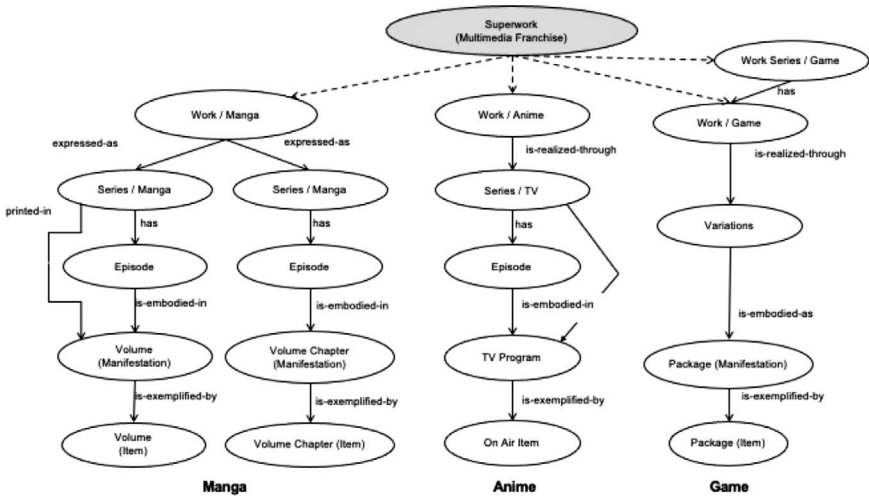 Superwork
(Multimedia Franchise)
Work Series / Game
has
Work / Manga
Work / Anime
Work / Game
expressed-as
expressed-as
is-realized-through
is-realized-through
Series / Manga
Series / Manga
Series / TV
printed-in
has
has
has
Variations
Episode
Episode
Episode
is-embodied-in
is-embodied-in
is-embodied-in
is-embodied-as
Volume
(Manifestation)
Volume Chapter
(Manifestation)
TV Program
Package (Manifestation)
is-exemplified-by
is-exemplified-by
is-exemplified-by
is-exemplified-by
Volume
(Item)
Volume Chapter (Item)
On Air Item
Package (Item)
Manga
Anime
Game